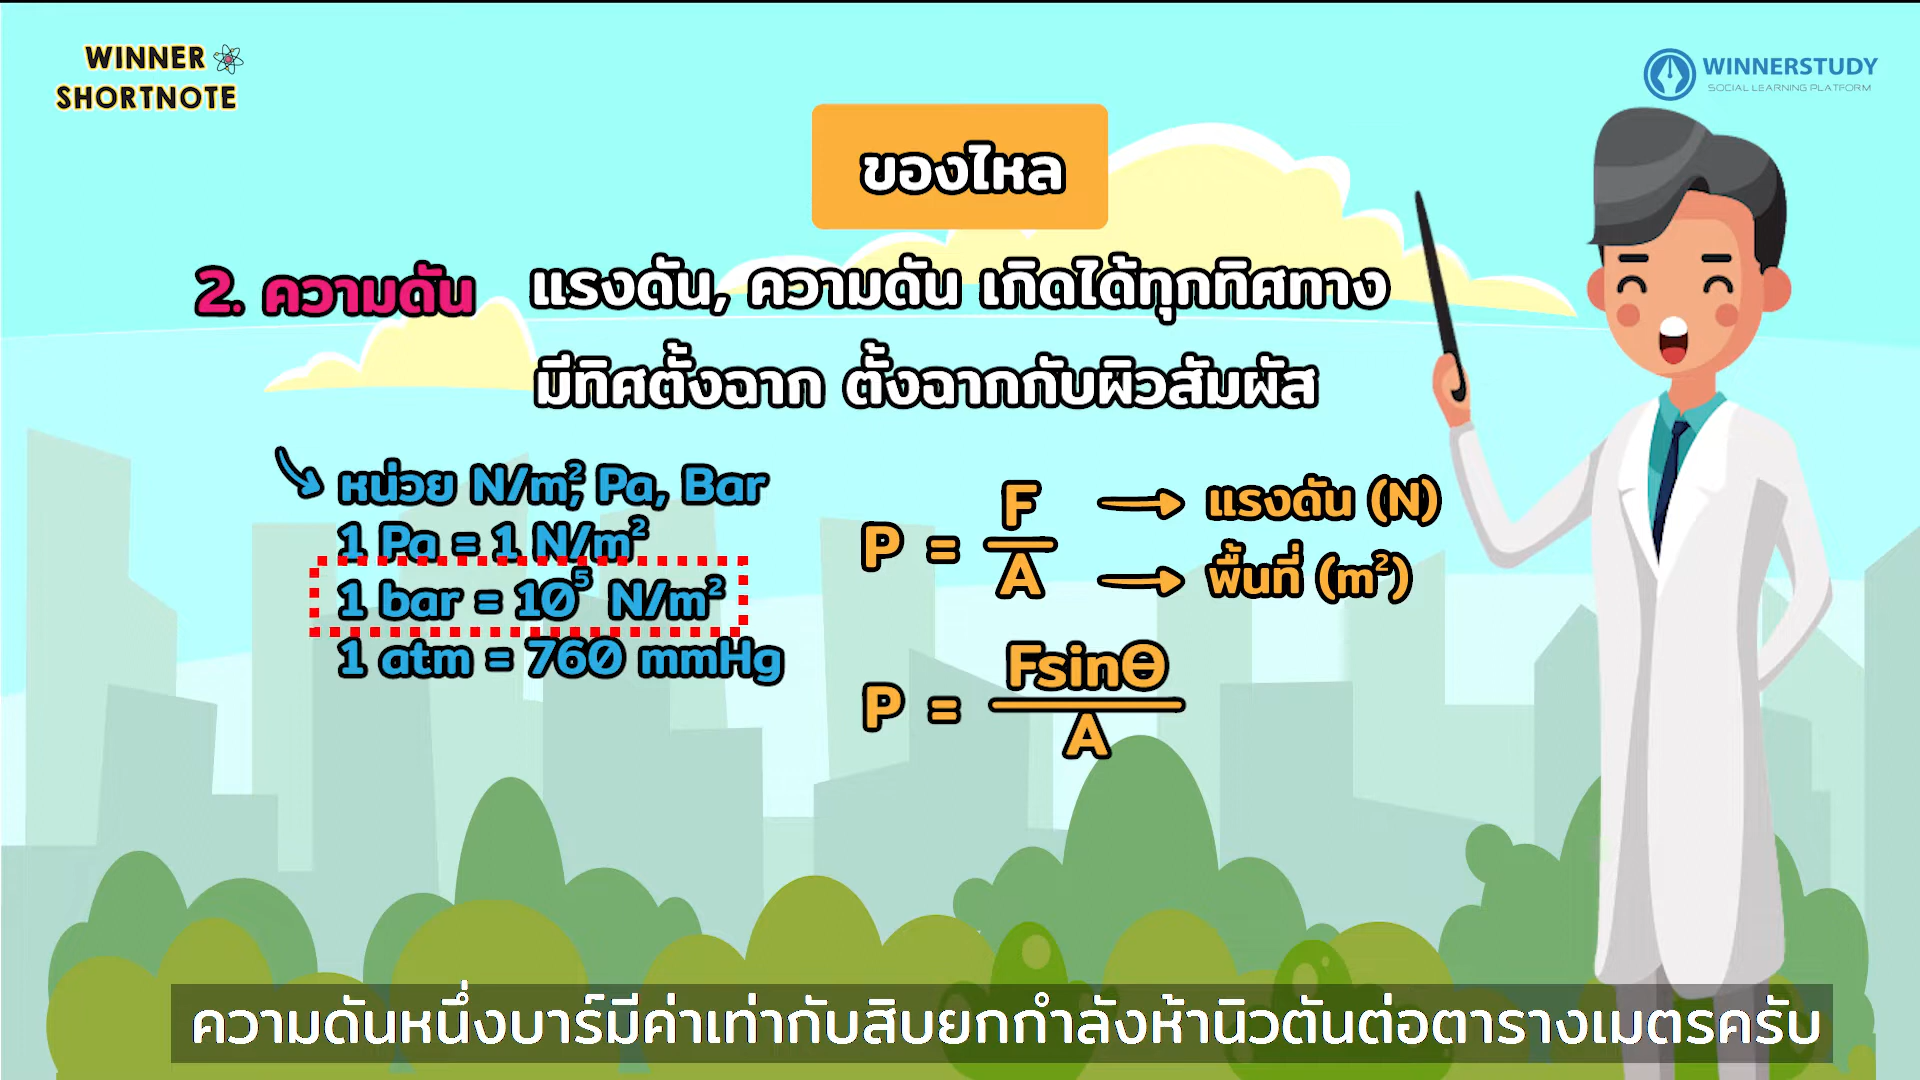 WINNER
SHORTNOTE
WINNERSTUDY
SOCIAL LEARNING PLATFORM
ของไหล
2. ความดัน
แรงดัน, ความดัน เกิดได้ทุกทิศทาง
มีทิศตั้งฉาก ตั้งฉากกับผิวสัมผัส
หน่วย N/m², Pa, Bar
1 Pa = 1 N/m²
1 bar = 10⁵ N/m²
1 atm = 760 mmHg
P = F/A
แรงดัน (N)
พื้นที่ (m²)
P = Fsinθ/A
ความดันหนึ่งบาร์มีค่าเท่ากับสิบยกกำลังห้านิวตันต่อตารางเมตรครับ